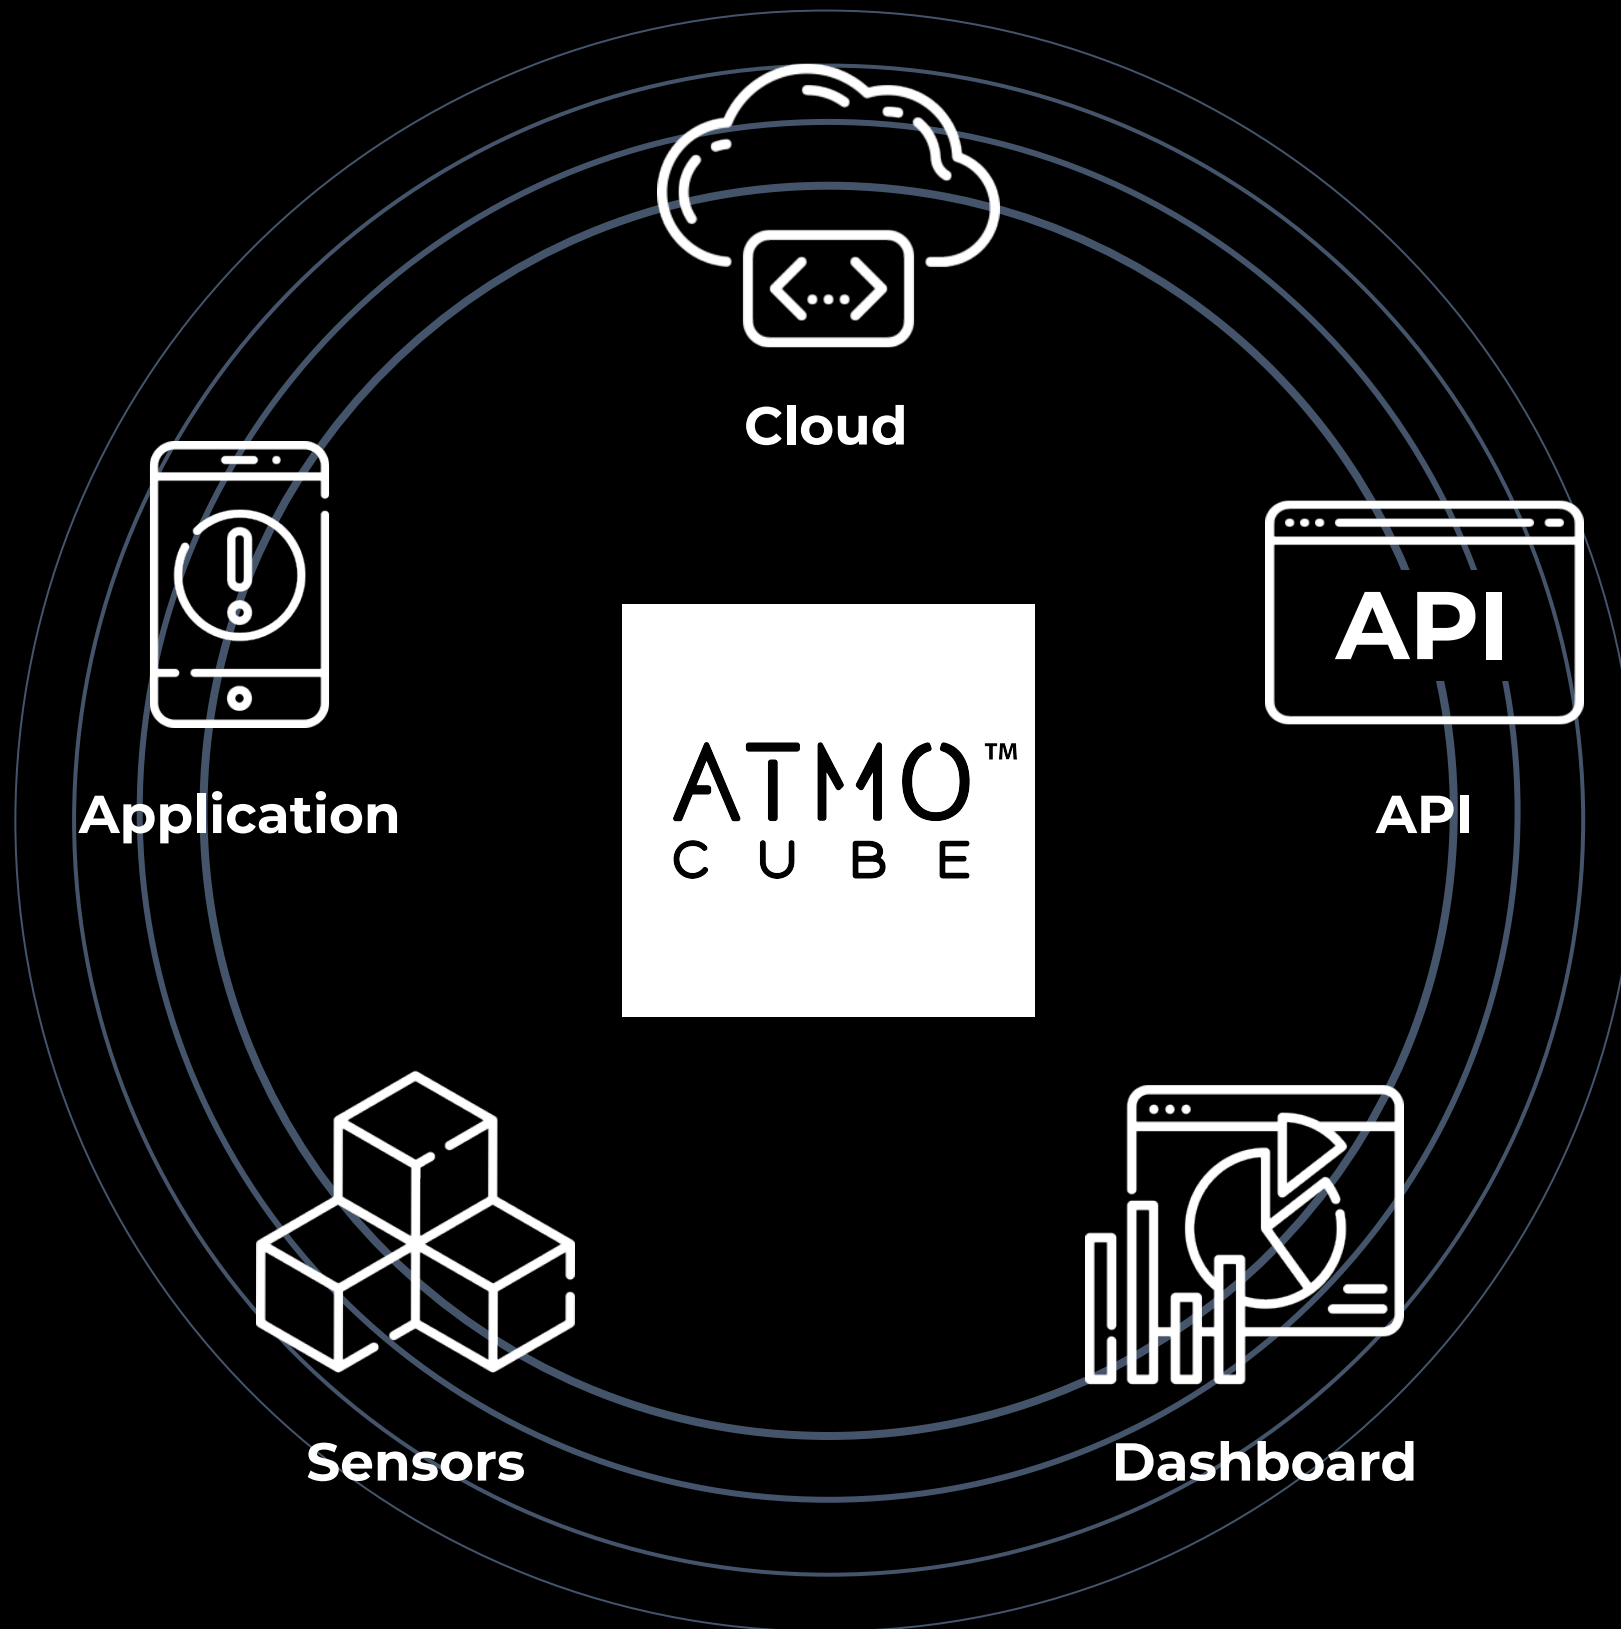 <...>
Cloud
API
Application
ATMO™
CUBE
API
Sensors
Dashboard